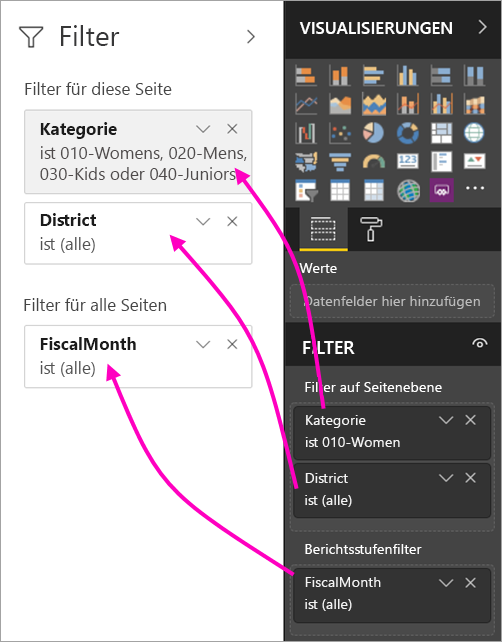 Filter
Filter für diese Seite
Kategorie
ist 010-Womens, 020-Mens,
030-Kids oder 040-Juniors
District
ist (alle)
Filter für alle Seiten
FiscalMonth
ist (alle)
VISUALISIERUNGEN
Werte
Datenfelder hier hinzufügen
FILTER
Filter auf Seitenebene
Kategorie
ist 010-Women
District
ist (alle)
Berichtsstufenfilter
FiscalMonth
ist (alle)